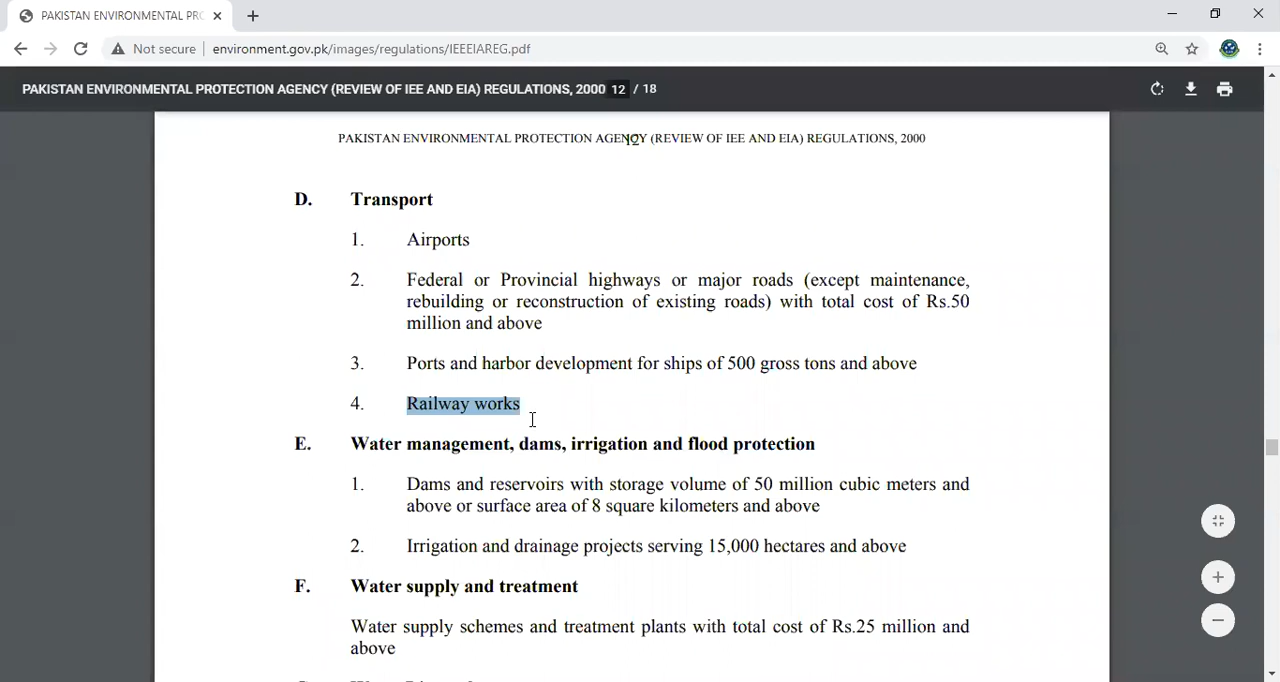 PAKISTAN ENVIRONMENTAL PRO
Not secure
environment.gov.pk/images/regulations/IEEEIAREG.pdf
PAKISTAN ENVIRONMENTAL PROTECTION AGENCY (REVIEW OF IEE AND EIA) REGULATIONS, 2000 12 / 18
PAKISTAN ENVIRONMENTAL PROTECTION AGENCY (REVIEW OF IEE AND EIA) REGULATIONS, 2000
12
D. Transport
1. Airports
2. Federal or Provincial highways or major roads (except maintenance,
rebuilding or reconstruction of existing roads) with total cost of Rs.50
million and above
3. Ports and harbor development for ships of 500 gross tons and above
4. Railway works
E. Water management, dams, irrigation and flood protection
1. Dams and reservoirs with storage volume of 50 million cubic meters and
above or surface area of 8 square kilometers and above
2. Irrigation and drainage projects serving 15,000 hectares and above
F. Water supply and treatment
Water supply schemes and treatment plants with total cost of Rs.25 million and
above